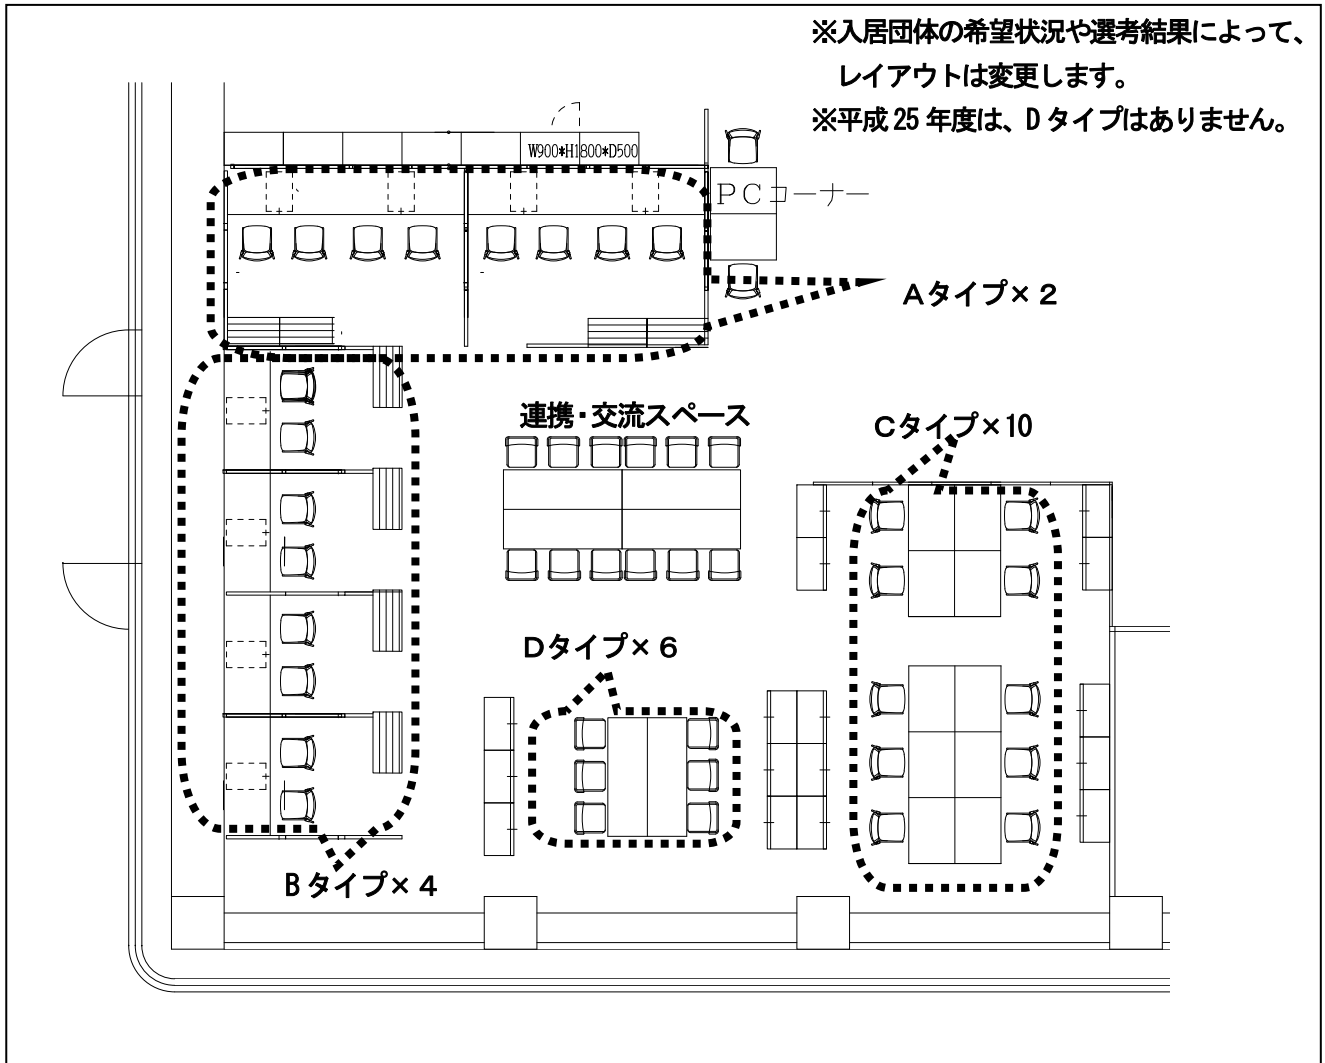 ※入居団体の希望状況や選考結果によって、
レイアウトは変更します。
※平成25年度は、Dタイプはありません。
W900*H1800*D500
PCコーナー
Aタイプ×2
連携・交流スペース
Cタイプ×10
Dタイプ×6
Bタイプ×4